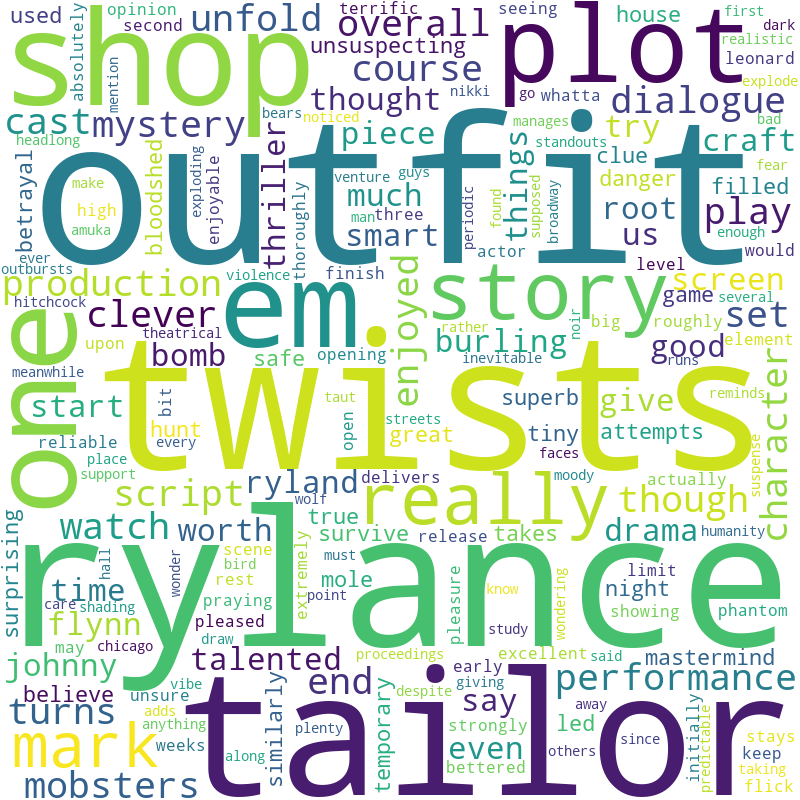 shop
absolutely
opinion
used
second
unfold
mention
terrific
unsuspecting
overall
course
seeing
plot
house
first
dark
realistic
leonard
explode
cast
headlong
mystery
bears
noticed
thought
nikki
go
whatta
dialogue
bad
fear
outfit
betrayal
make
high
amuka
bloodshed
exploding
enjoyable
thriller
thoroughly
piece
venture
guys
much
man
three
smart
periodic
manages
standouts
found
things
supposed
broadway
try
clue
danger
root
us
craft
filled
play
enough
would
ever
outbursts
production
hitchcock
clever
theatrical
meanwhile
upon
bomb
em
violence
finish
actor
level
screen
several
story
game
set
enjoyed
burling
noir
big
roughly
element
safe
opening
rather
inevitable
good
runs
reminds
one
start
bit
hunt
every
reliable
place
support
twists
taut
open
streets
great
superb
tiny
give
attempts
faces
character
suspense
script
ryland
delivers
wolf
moody
really
actually
though
surprising
watch
worth
true
survive
release
takes
drama
humanity
time
hall
care
shading
wonder
scene
bird
rest
praying
extremely
mole
must
point
limit
night
showing
phantom
rylance
pleasure
know
study
wondering
flynn
may
chicago
pleased
draw
johnny
talented
proceedings
excellent
said
mastermind
believe
unsure
vibe
adds
anything
weeks
similarly
end
temporary
despite
early
giving
say
performance
initially
predictable
turns
mark
mobsters
along
plenty
tailor
strongly
even
bettered
led
away
others
since
keep
stays
taking
flick